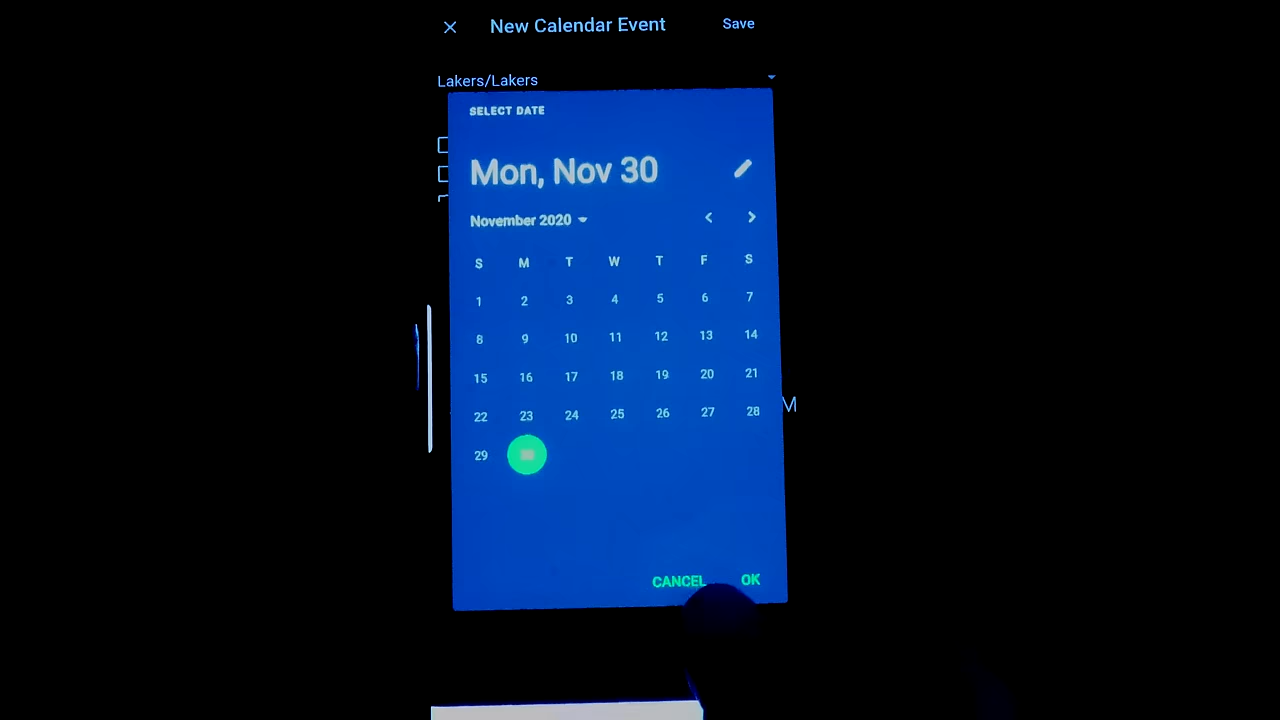 New Calendar Event Save
Lakers/Lakers
SELECT DATE
Mon, Nov 30
November 2020
S M T W T F S
1 2 3 4 5 6 7
8 9 10 11 12 13 14
15 16 17 18 19 20 21
22 23 24 25 26 27 28
29
M
CANCEL OK